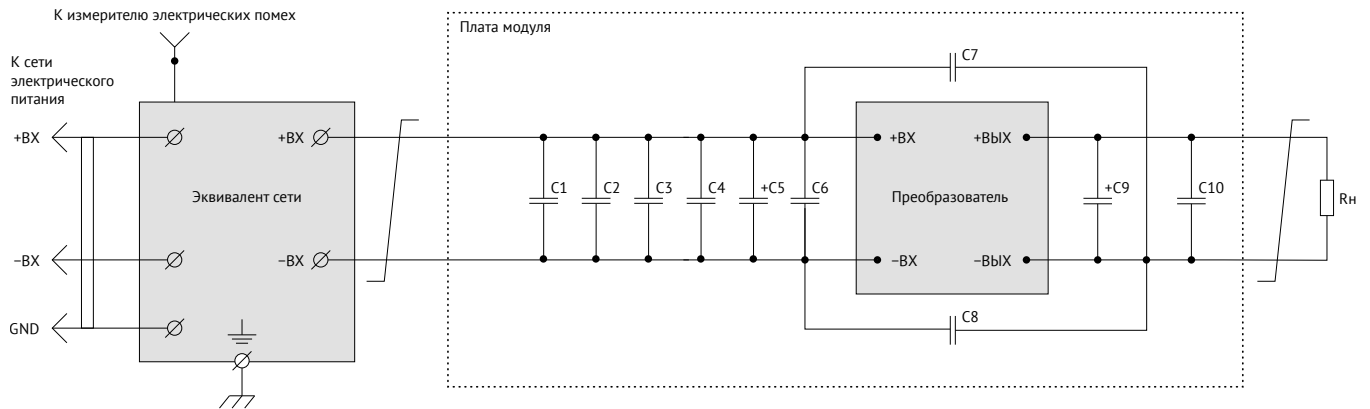 К измерителю электрических помех
Плата модуля
К сети
электрического
питания
C7
+ВХ
+ВХ
+ВХ
+ВЫХ
Эквивалент сети
C1
C2
C3
C4
+C5
C6
Преобразователь
+C9
C10
Rн
−ВХ
−ВХ
−ВХ
−ВЫХ
GND
C8